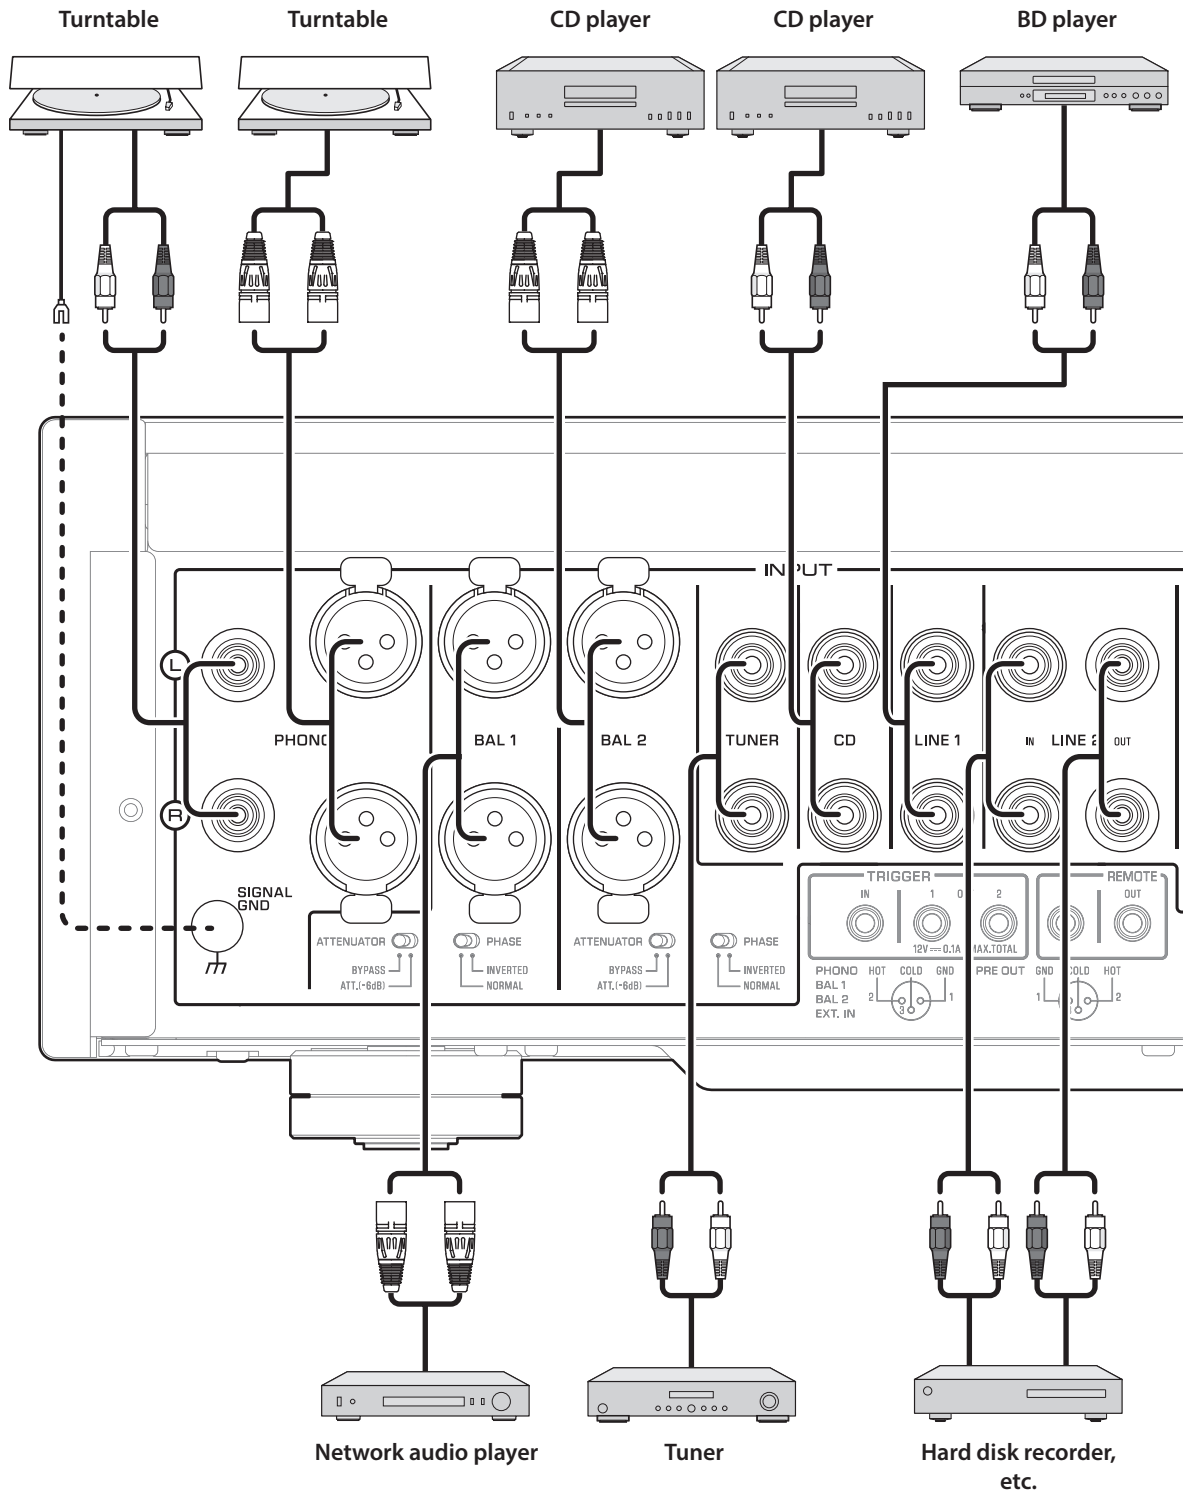 Turntable
Turntable
CD player
CD player
BD player
INPUT
L
PHONO
BAL 1
BAL 2
TUNER
CD
LINE 1
IN
LINE 2
OUT
R
SIGNAL
GND
ATTENUATOR
BYPASS
ATT.(-6dB)
PHASE
INVERTED
NORMAL
ATTENUATOR
BYPASS
ATT.(-6dB)
PHASE
INVERTED
NORMAL
TRIGGER
IN
1
O
2
12V 0.1A MAX.TOTAL
REMOTE
OUT
PHONO
BAL 1
BAL 2
EXT. IN
HOT COLD GND
2
3
1
PRE OUT
GND COLD HOT
1
2
Network audio player
Tuner
Hard disk recorder,
etc.